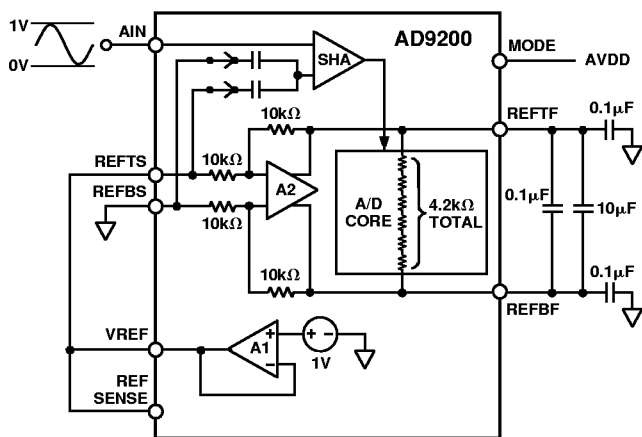 1V
0V
AIN
AD9200
SHA
MODE
AVDD
10kΩ
REFTF
0.1µF
10kΩ
REFTS
REFBS
A2
10kΩ
A/D
CORE
4.2kΩ
TOTAL
0.1µF
10µF
10kΩ
0.1µF
REFBF
VREF
A1
+
−
+ −
1V
REF
SENSE